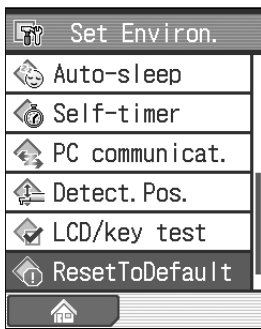 Set Environ.
Auto-sleep
Self-timer
PC communicat.
Detect.Pos.
LCD/key test
ResetToDefault